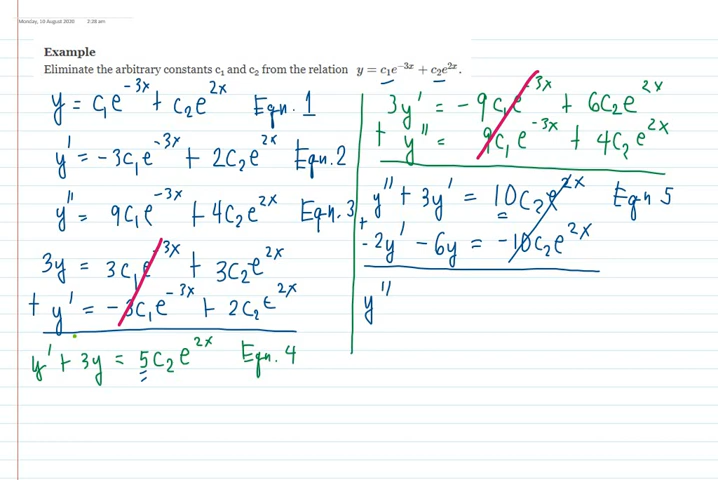 Monday, 10 August 2020 2:28 am
Example
Eliminate the arbitrary constants c₁ and c₂ from the relation y = c₁e⁻³ˣ + c₂e²ˣ.
y = c₁e⁻³ˣ + c₂e²ˣ Eqn. 1
y' = -3c₁e⁻³ˣ + 2c₂e²ˣ Eqn. 2
y'' = 9c₁e⁻³ˣ + 4c₂e²ˣ Eqn. 3
3y = 3c₁e⁻³ˣ + 3c₂e²ˣ
+ y' = -3c₁e⁻³ˣ + 2c₂e²ˣ
y' + 3y = 5c₂e²ˣ Eqn. 4
3y' = -9c₁e⁻³ˣ + 6c₂e²ˣ
+ y'' = 9c₁e⁻³ˣ + 4c₂e²ˣ
y'' + 3y' = 10c₂e²ˣ Eqn 5
+ -2y' - 6y = -10c₂e²ˣ
y''